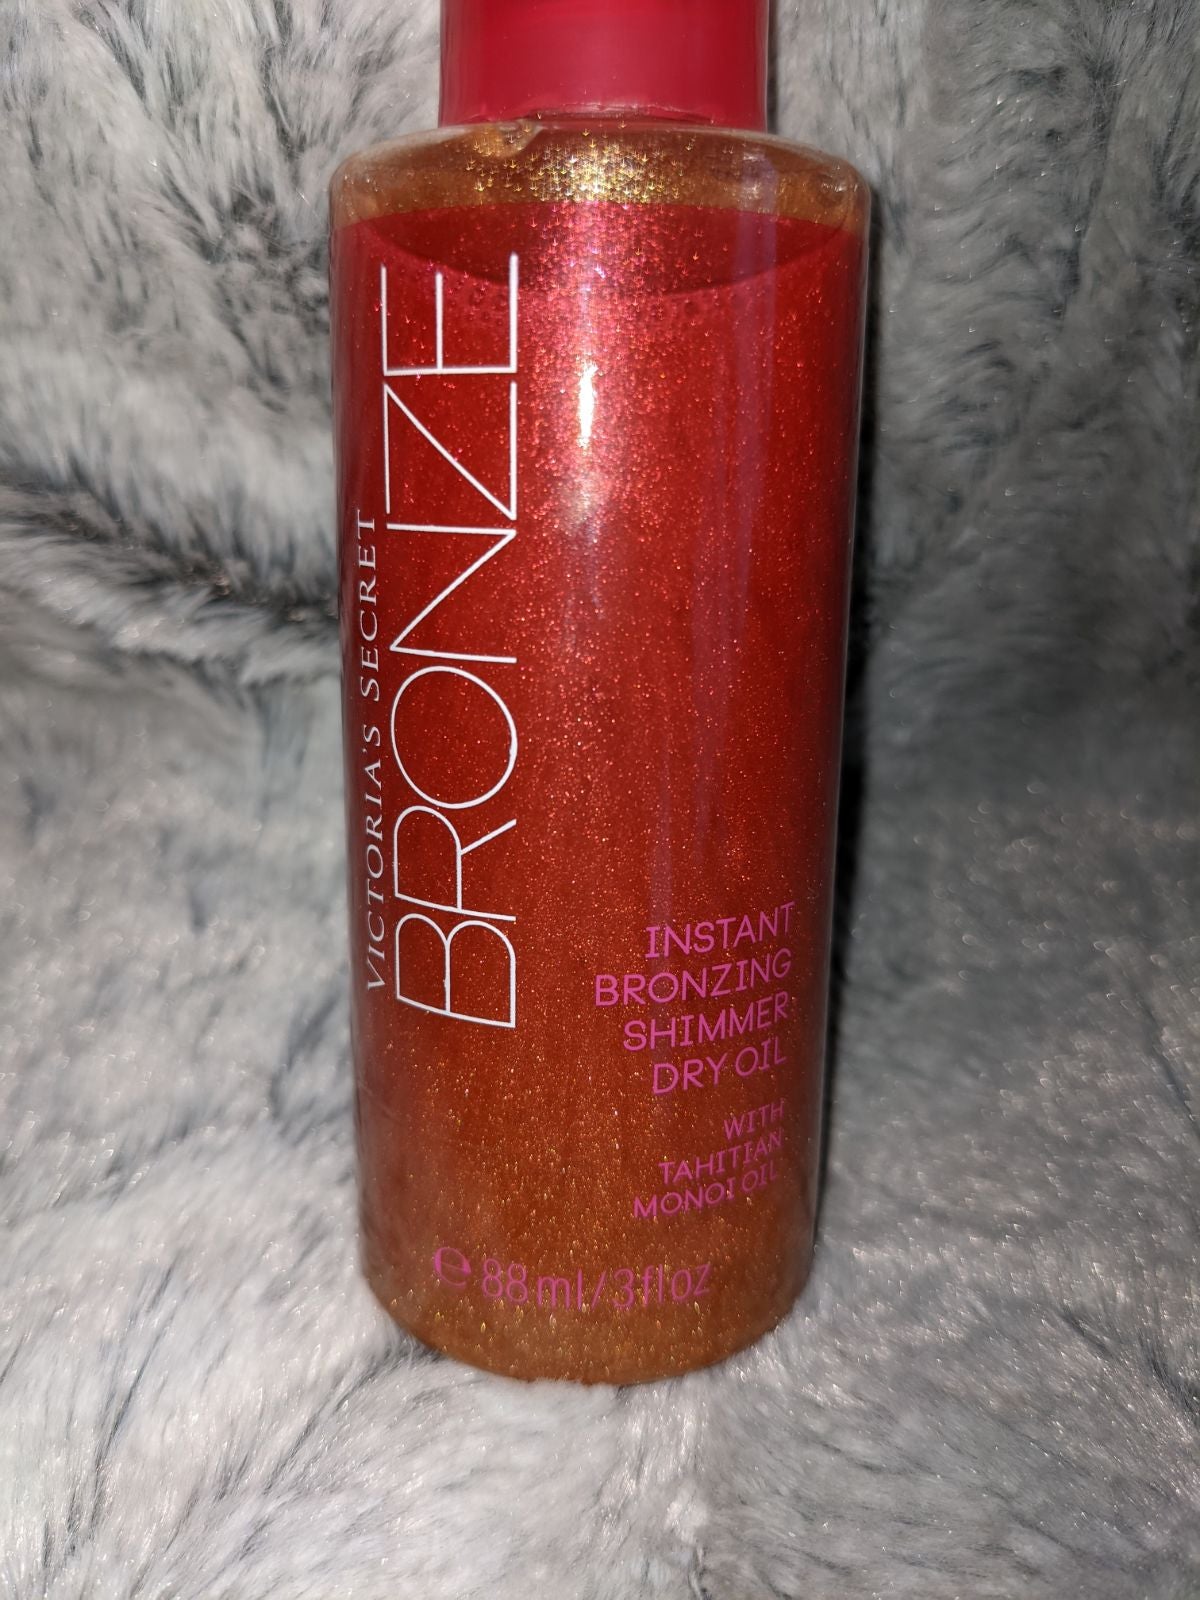 VICTORIA'S SECRET
BRONZE
INSTANT
BRONZING
SHIMMER
DRY OIL
WITH
TAHITIAN
MONOI OIL
℮ 88 ml/3 fl oz